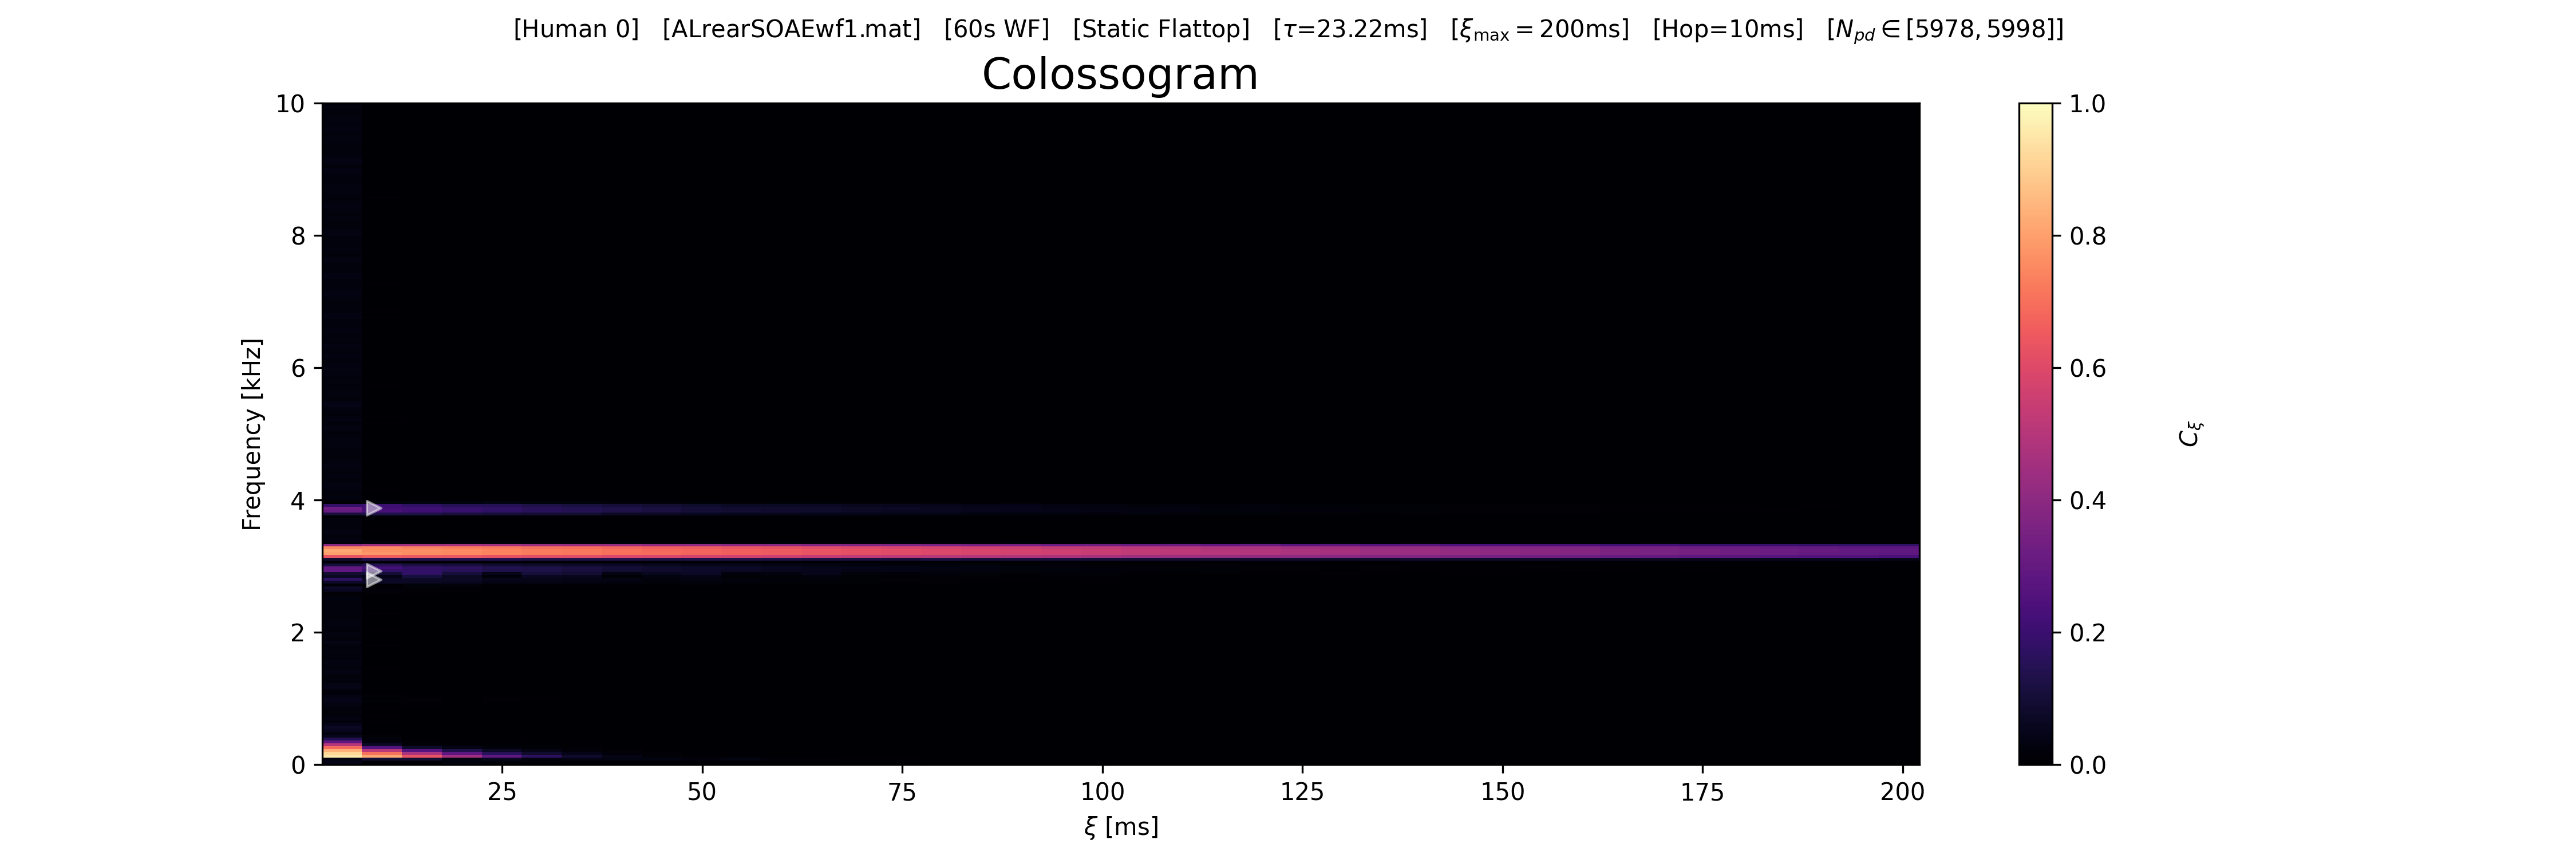 [Human 0] [ALrearSOAEwf1.mat] [60s WF] [Static Flattop] [τ=23.22ms] [ξmax = 200ms] [Hop=10ms] [Npd ∈ [5978, 5998]]
Colossogram
10
8
6
4
2
0
Frequency [kHz]
25 50 75 100 125 150 175 200
ξ [ms]
1.0
0.8
0.6
0.4
0.2
0.0
Cξ